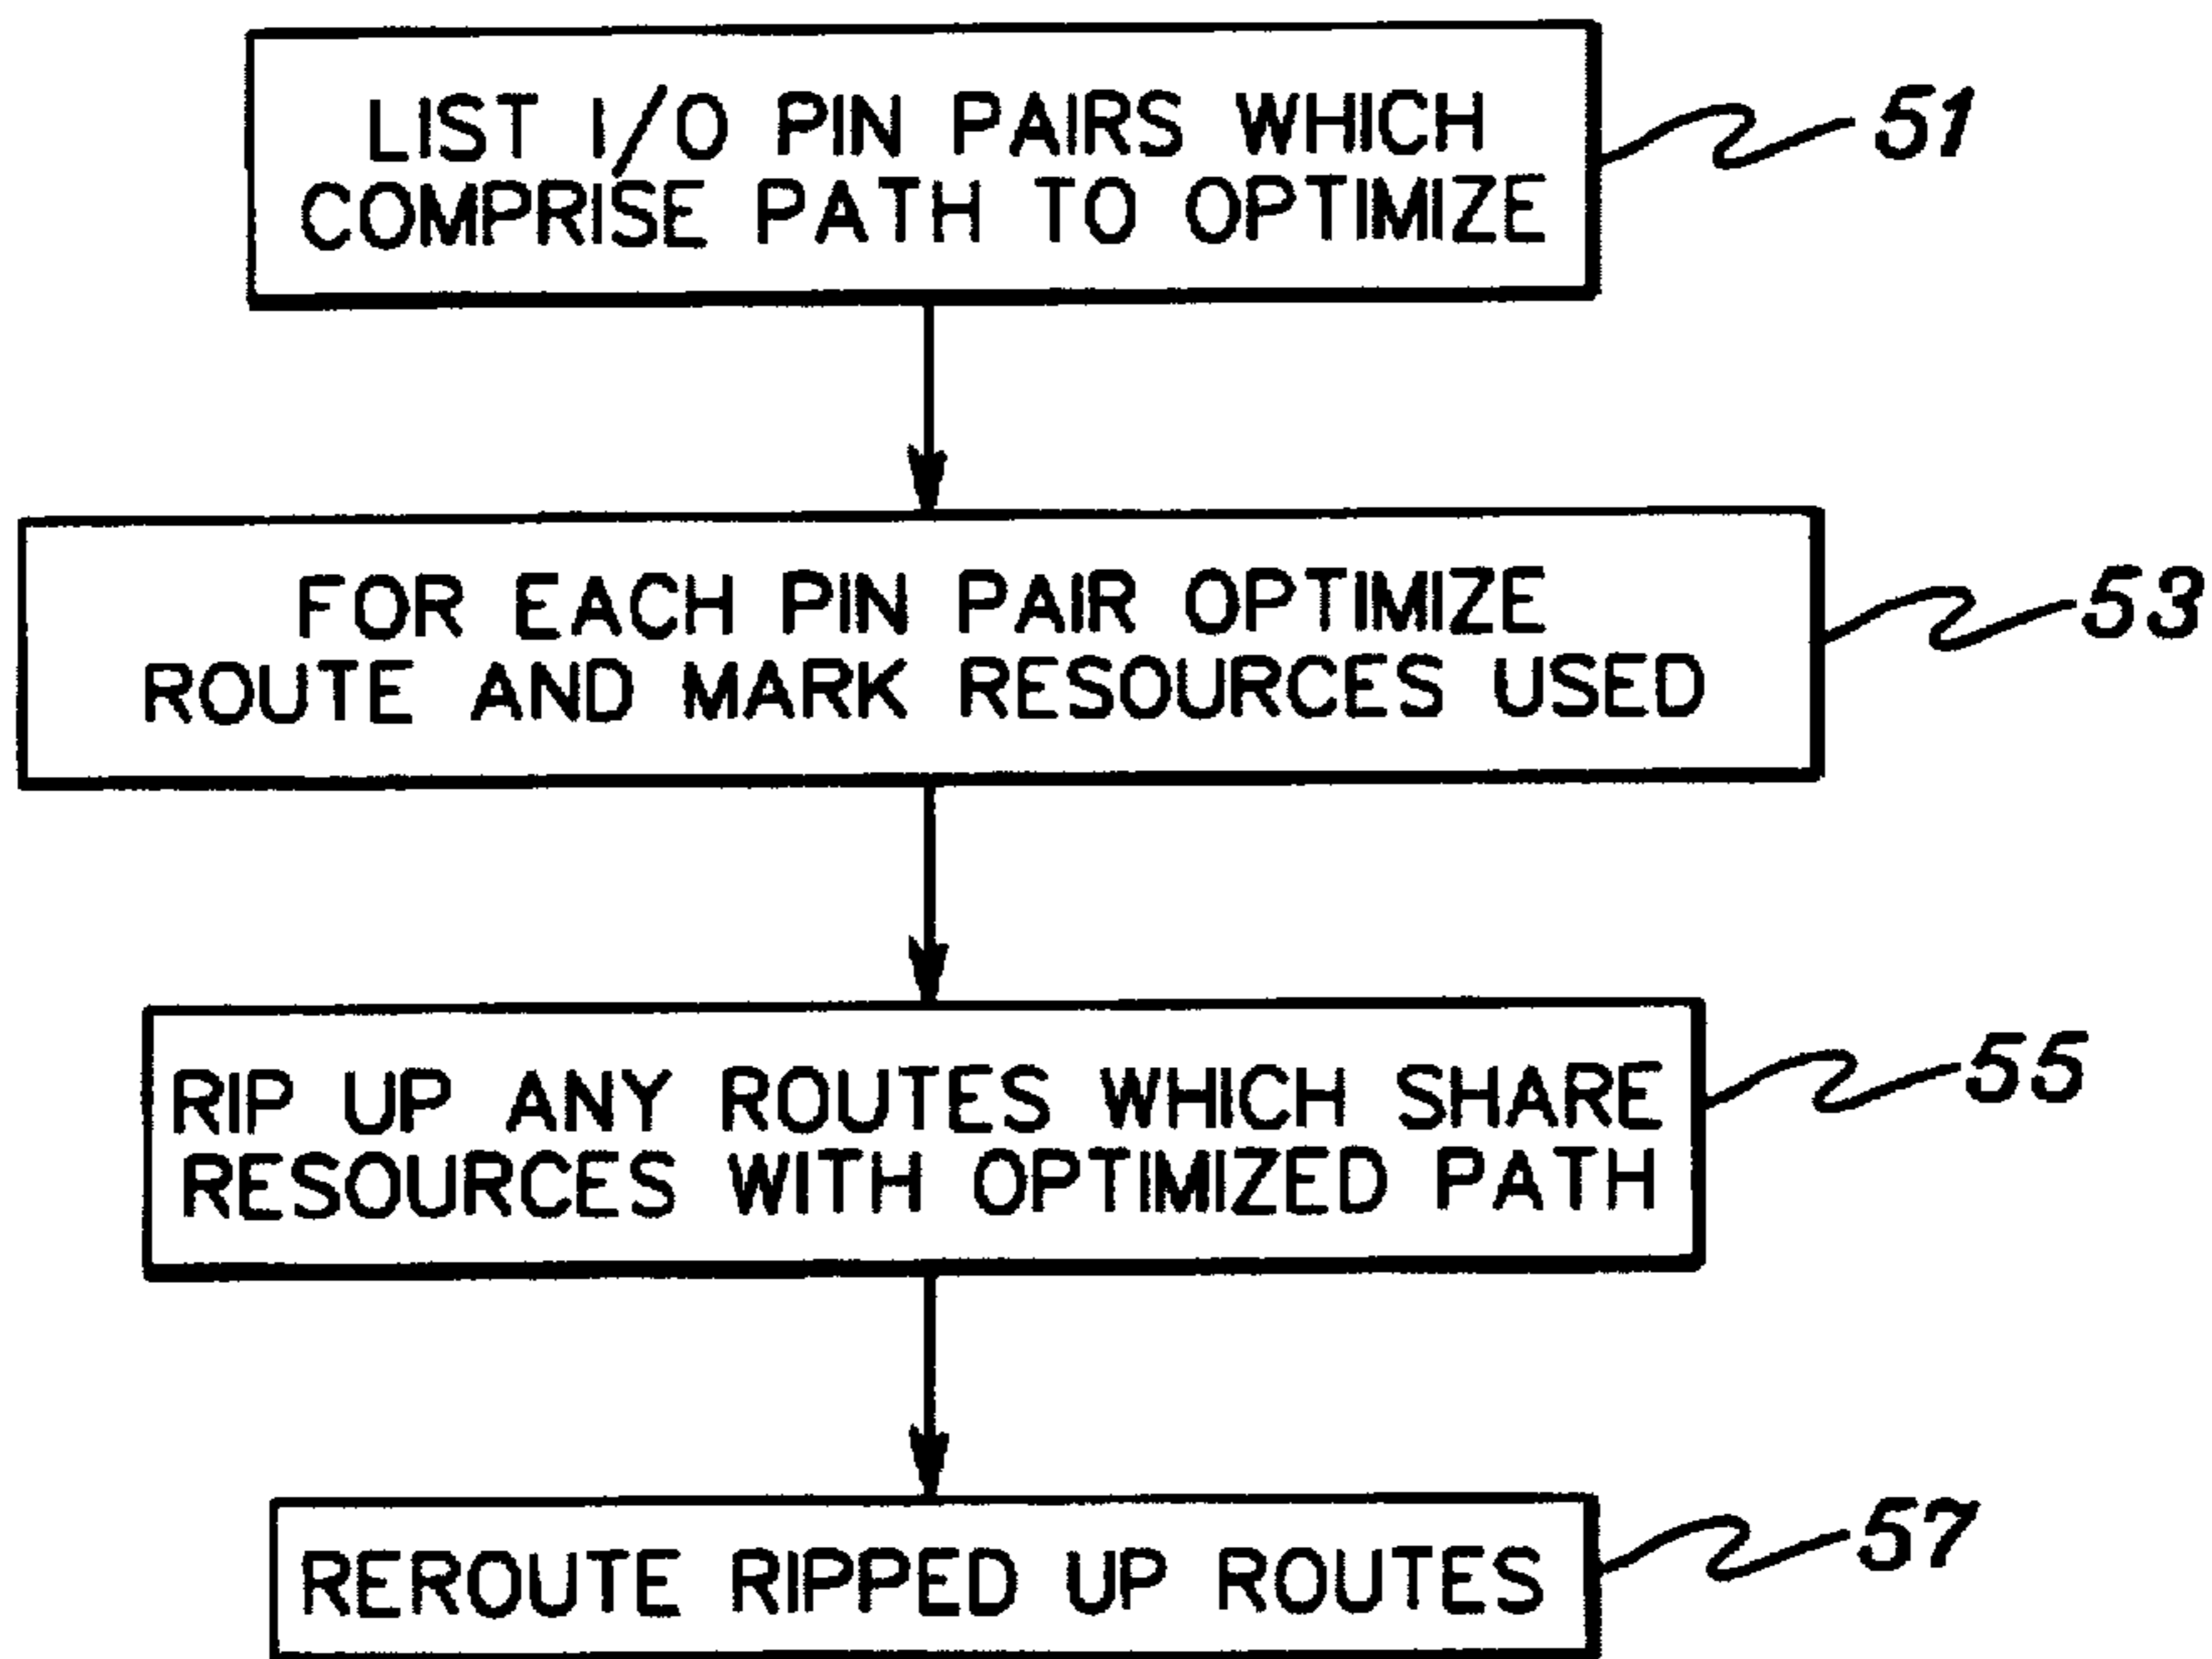 LIST I/O PIN PAIRS WHICH
COMPRISE PATH TO OPTIMIZE
51
FOR EACH PIN PAIR OPTIMIZE
ROUTE AND MARK RESOURCES USED
53
RIP UP ANY ROUTES WHICH SHARE
RESOURCES WITH OPTIMIZED PATH
55
REROUTE RIPPED UP ROUTES
57